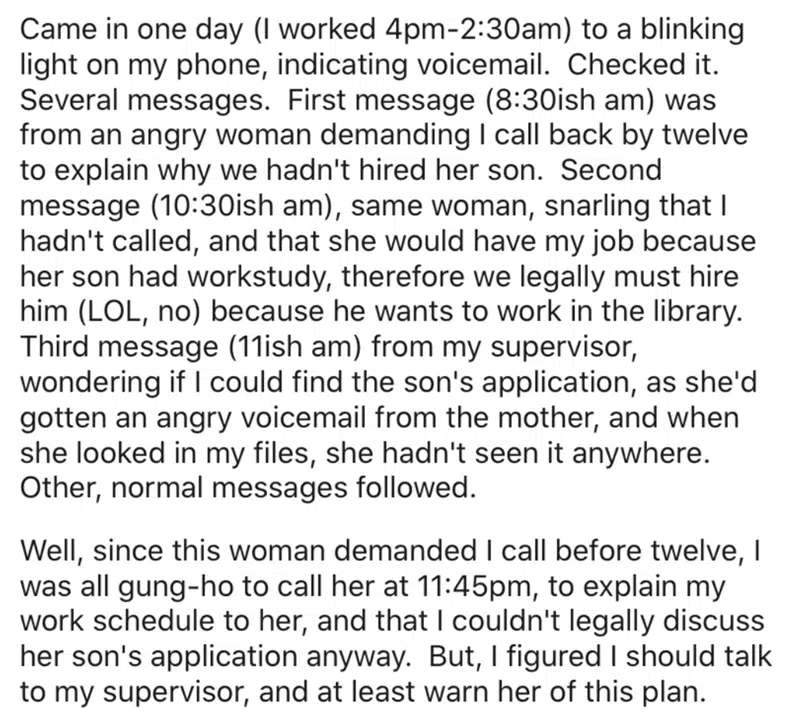 Came in one day (I worked 4pm-2:30am) to a blinking
light on my phone, indicating voicemail.  Checked it.
Several messages.  First message (8:30ish am) was
from an angry woman demanding I call back by twelve
to explain why we hadn't hired her son.  Second
message (10:30ish am), same woman, snarling that I
hadn't called, and that she would have my job because
her son had workstudy, therefore we legally must hire
him (LOL, no) because he wants to work in the library.
Third message (11ish am) from my supervisor,
wondering if I could find the son's application, as she'd
gotten an angry voicemail from the mother, and when
she looked in my files, she hadn't seen it anywhere.
Other, normal messages followed.
Well, since this woman demanded I call before twelve, I
was all gung-ho to call her at 11:45pm, to explain my
work schedule to her, and that I couldn't legally discuss
her son's application anyway.  But, I figured I should talk
to my supervisor, and at least warn her of this plan.